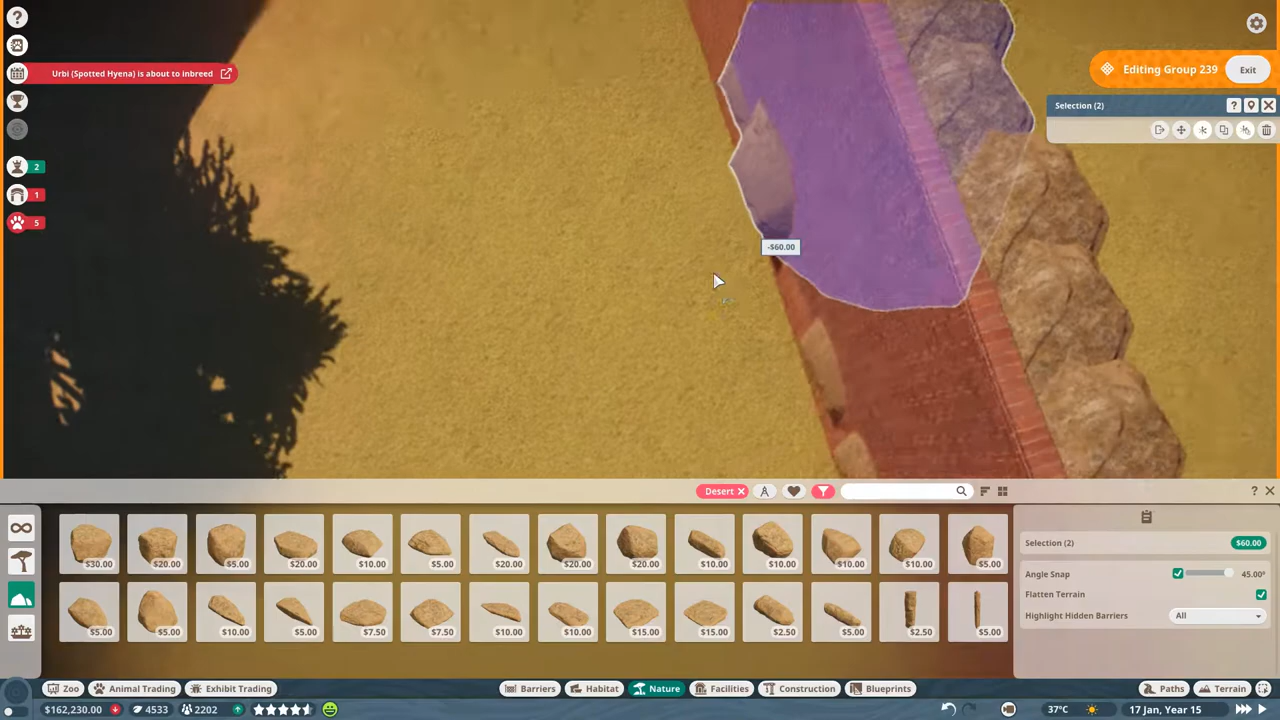 ?
Urbi (Spotted Hyena) is about to inbreed
2
1
5
Editing Group 239
Exit
Selection (2)
?
-$60.00
Desert ×
? ×
$30.00 $20.00 $5.00 $20.00 $10.00 $5.00 $20.00 $20.00 $20.00 $10.00 $10.00 $10.00 $10.00 $5.00
$5.00 $5.00 $10.00 $5.00 $7.50 $7.50 $10.00 $10.00 $15.00 $15.00 $2.50 $5.00 $2.50 $5.00
Selection (2) $60.00
Angle Snap 45.00°
Flatten Terrain
Highlight Hidden Barriers All
Zoo Animal Trading Exhibit Trading Barriers Habitat Nature Facilities Construction Blueprints Paths Terrain
$162,230.00 4533 2202 37°C 17 Jan, Year 15